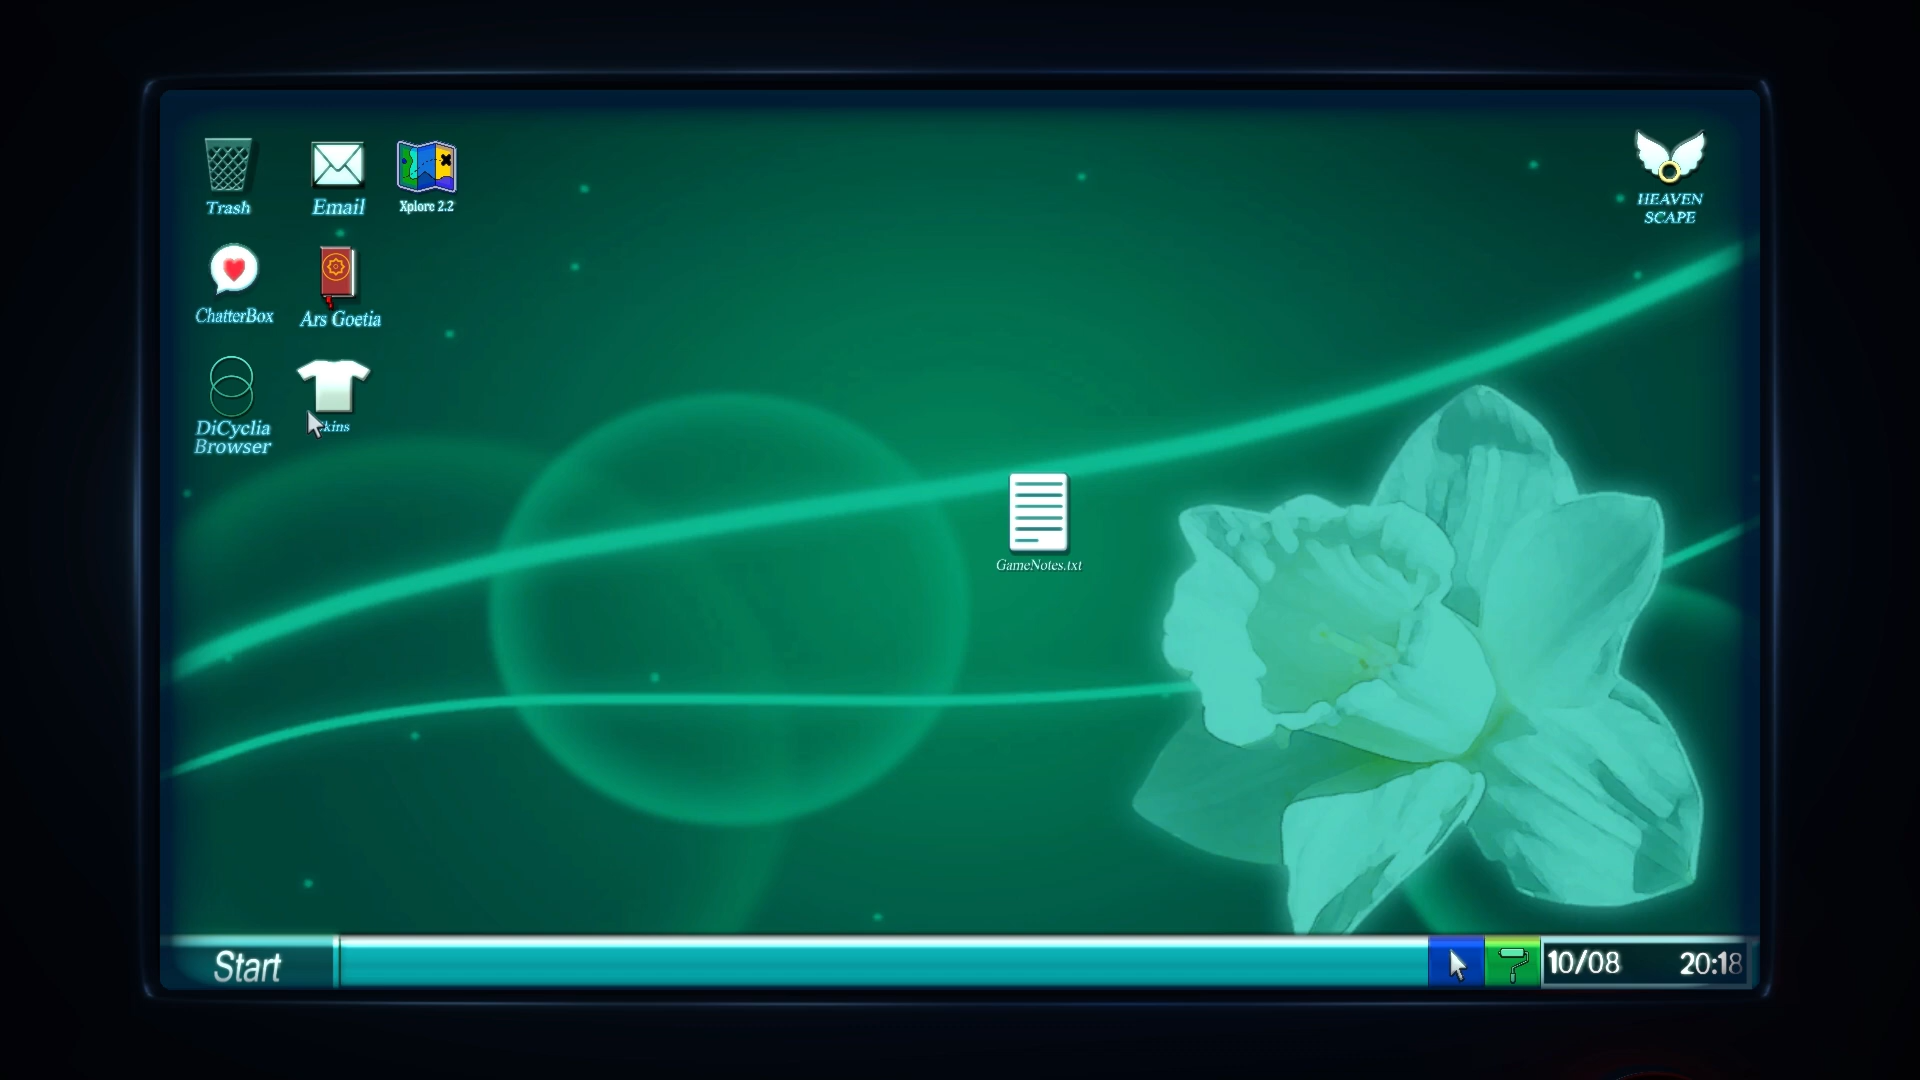 Trash
Email
Xplore 2.2
HEAVEN
SCAPE
ChatterBox
Ars Goetia
DiCyclia
Browser
GameNotes.txt
Start
10/08
20:18